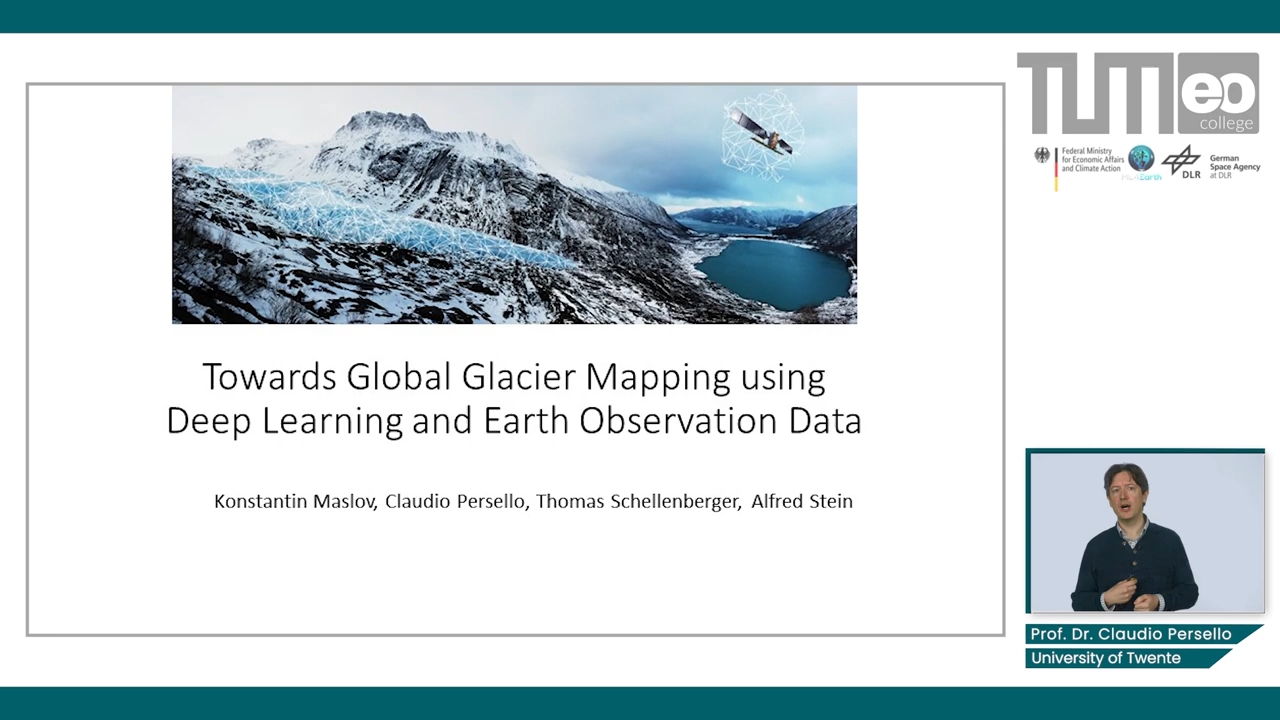 TUM eo
college
Federal Ministry
for Economic Affairs
and Climate Action
ML4Earth
DLR
German
Space Agency
at DLR
Towards Global Glacier Mapping using
Deep Learning and Earth Observation Data
Konstantin Maslov, Claudio Persello, Thomas Schellenberger, Alfred Stein
Prof. Dr. Claudio Persello
University of Twente